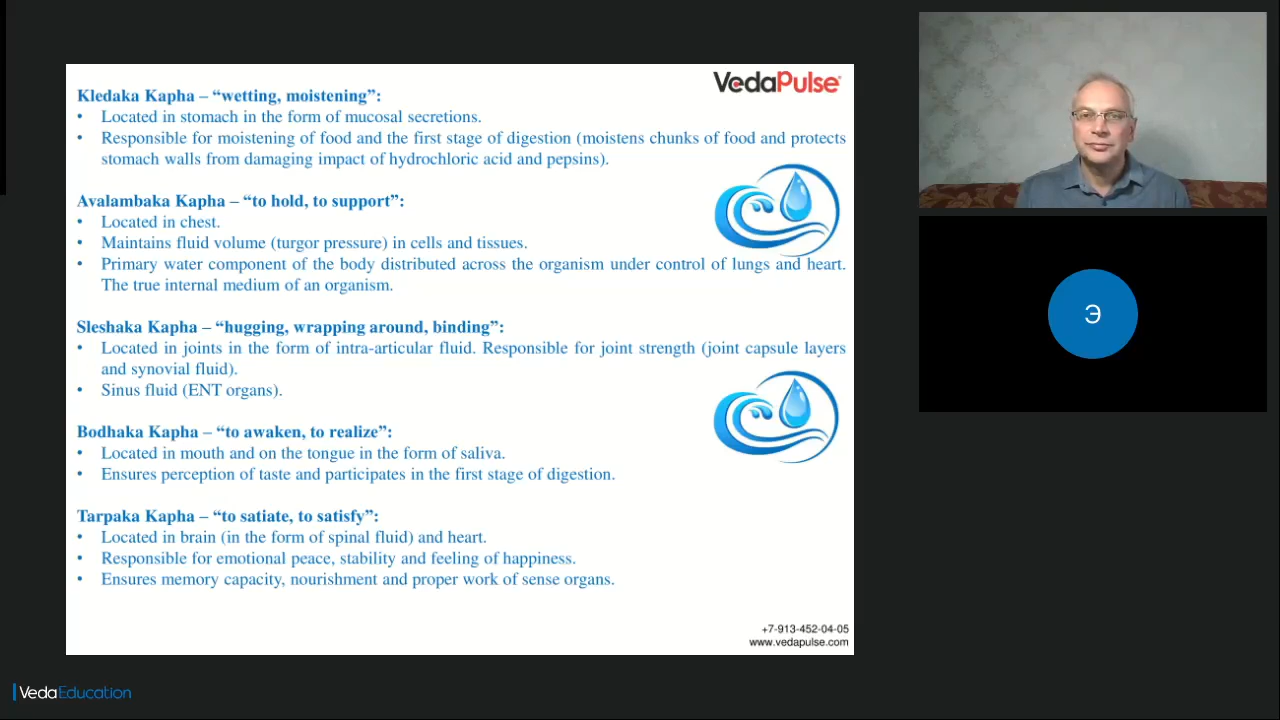 VedaPulse
Kledaka Kapha – “wetting, moistening”:
• Located in stomach in the form of mucosal secretions.
• Responsible for moistening of food and the first stage of digestion (moistens chunks of food and protects
stomach walls from damaging impact of hydrochloric acid and pepsins).
Avalambaka Kapha – “to hold, to support”:
• Located in chest.
• Maintains fluid volume (turgor pressure) in cells and tissues.
• Primary water component of the body distributed across the organism under control of lungs and heart.
The true internal medium of an organism.
Sleshaka Kapha – “hugging, wrapping around, binding”:
• Located in joints in the form of intra-articular fluid. Responsible for joint strength (joint capsule layers
and synovial fluid).
• Sinus fluid (ENT organs).
Bodhaka Kapha – “to awaken, to realize”:
• Located in mouth and on the tongue in the form of saliva.
• Ensures perception of taste and participates in the first stage of digestion.
Tarpaka Kapha – “to satiate, to satisfy”:
• Located in brain (in the form of spinal fluid) and heart.
• Responsible for emotional peace, stability and feeling of happiness.
• Ensures memory capacity, nourishment and proper work of sense organs.
+7-913-452-04-05
www.vedapulse.com
Э
VedaEducation